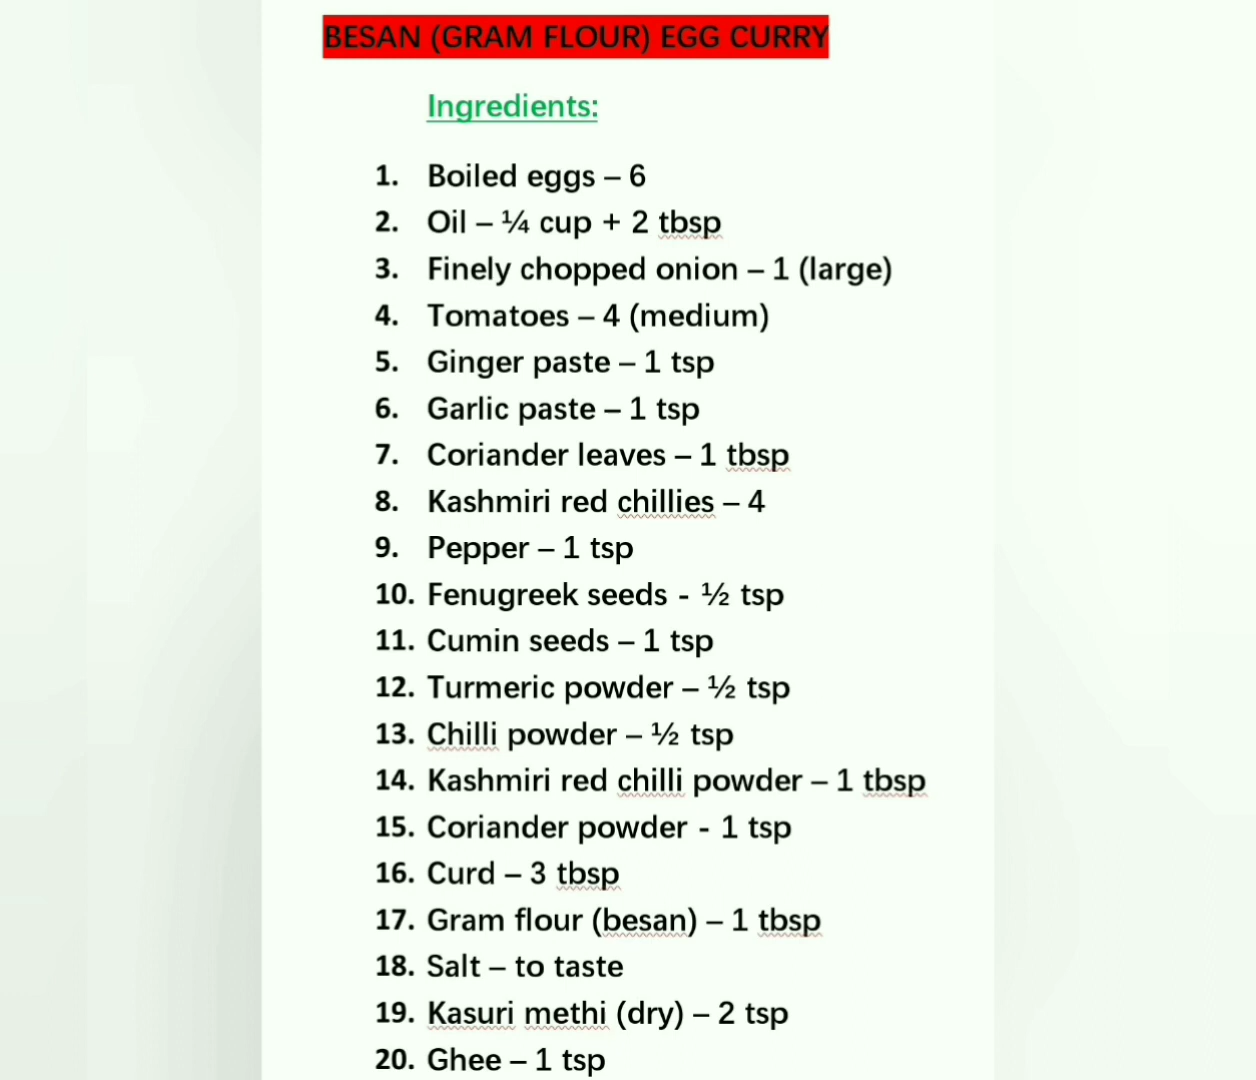 BESAN (GRAM FLOUR) EGG CURRY
Ingredients:
1. Boiled eggs – 6
2. Oil – ¼ cup + 2 tbsp
3. Finely chopped onion – 1 (large)
4. Tomatoes – 4 (medium)
5. Ginger paste – 1 tsp
6. Garlic paste – 1 tsp
7. Coriander leaves – 1 tbsp
8. Kashmiri red chillies – 4
9. Pepper – 1 tsp
10. Fenugreek seeds - ½ tsp
11. Cumin seeds – 1 tsp
12. Turmeric powder – ½ tsp
13. Chilli powder – ½ tsp
14. Kashmiri red chilli powder – 1 tbsp
15. Coriander powder - 1 tsp
16. Curd – 3 tbsp
17. Gram flour (besan) – 1 tbsp
18. Salt – to taste
19. Kasuri methi (dry) – 2 tsp
20. Ghee – 1 tsp